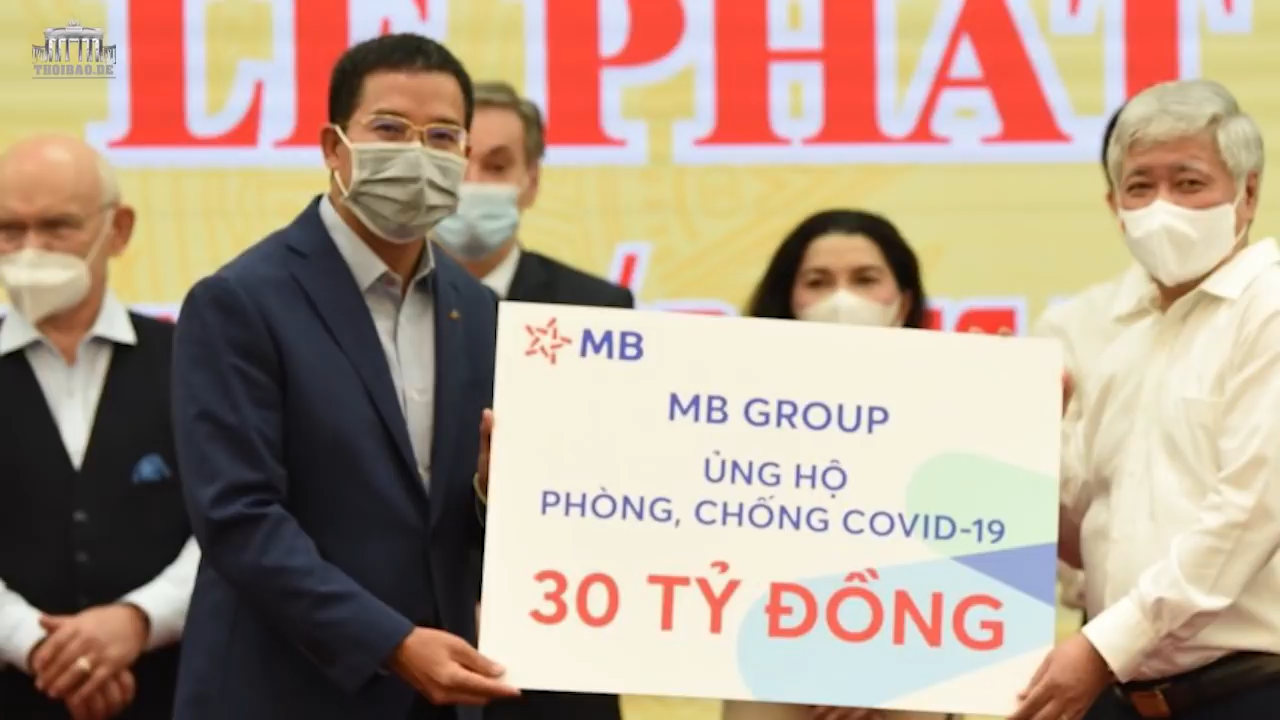 THOIBAO.DE
LỄ PHÁT
MB
MB GROUP
ỦNG HỘ
PHÒNG, CHỐNG COVID-19
30 TỶ ĐỒNG